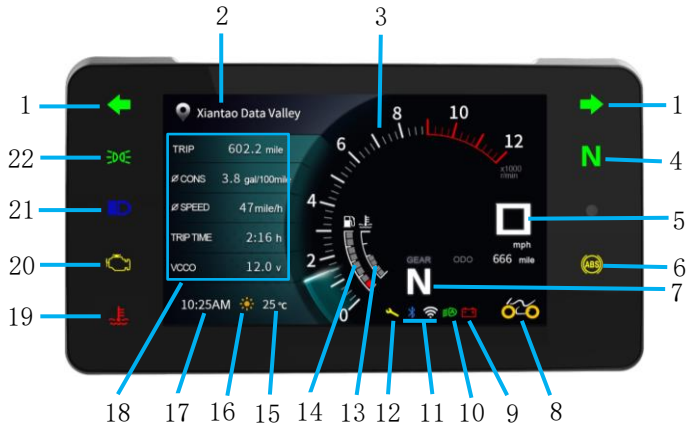 2
3
1
1
Xiantao Data Valley
8
10
6
12
x1000
r/min
N
4
22
TRIP
602.2 mile
Ø CONS
3.8 gal/100mile
4
5
21
Ø SPEED
47mile/h
mph
TRIP TIME
2:16 h
GEAR
ODO
666 mile
ABS
6
20
VCCO
12.0 v
2
N
7
19
10:25AM
25 ℃
0
18
17
16
15
14
13
12
11
10
9
8